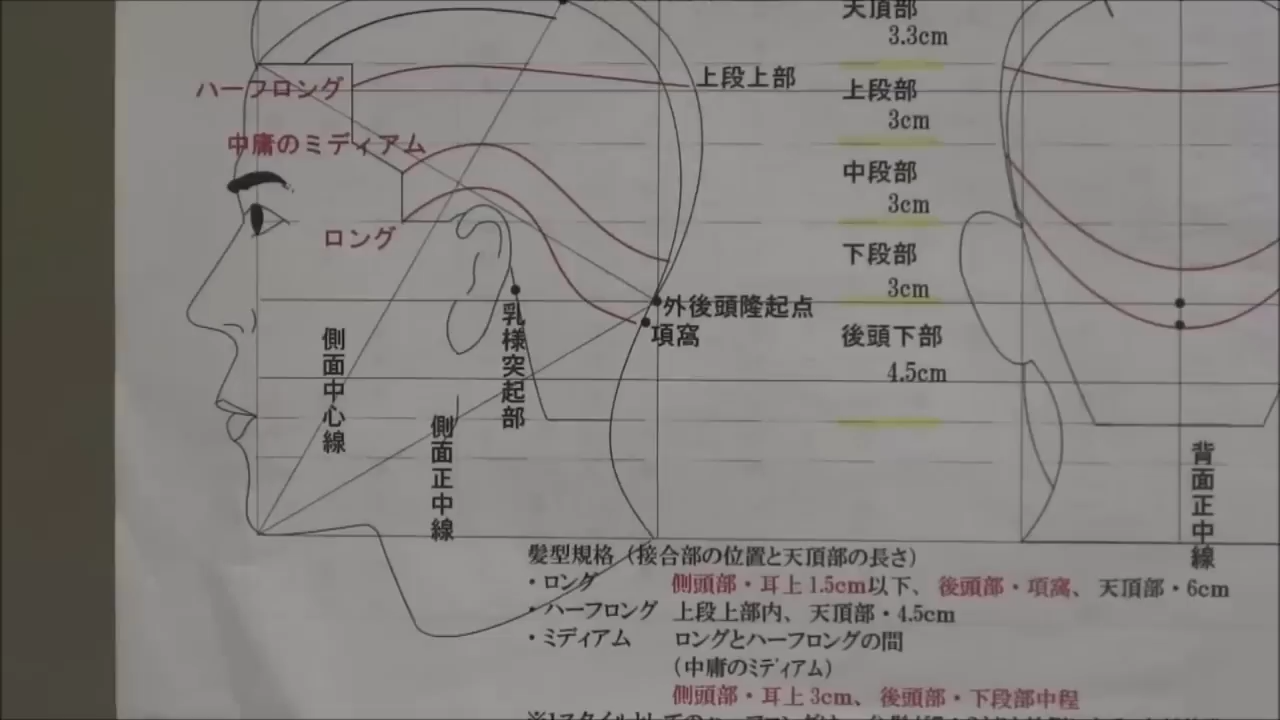 天頂部
3.3cm
ハーフロング
上段上部
上段部
3cm
中庸のミディアム
中段部
3cm
ロング
下段部
3cm
外後頭隆起点
項窩
乳様突起部
後頭下部
4.5cm
側面中心線
側面正中線
背面正中線
髪型規格(接合部の位置と天頂部の長さ)
・ロング 側頭部・耳上1.5cm以下、後頭部・項窩、天頂部・6cm
・ハーフロング 上段上部内、天頂部・4.5cm
・ミディアム ロングとハーフロングの間
(中庸のミディアム)
側頭部・耳上3cm、後頭部・下段部中程